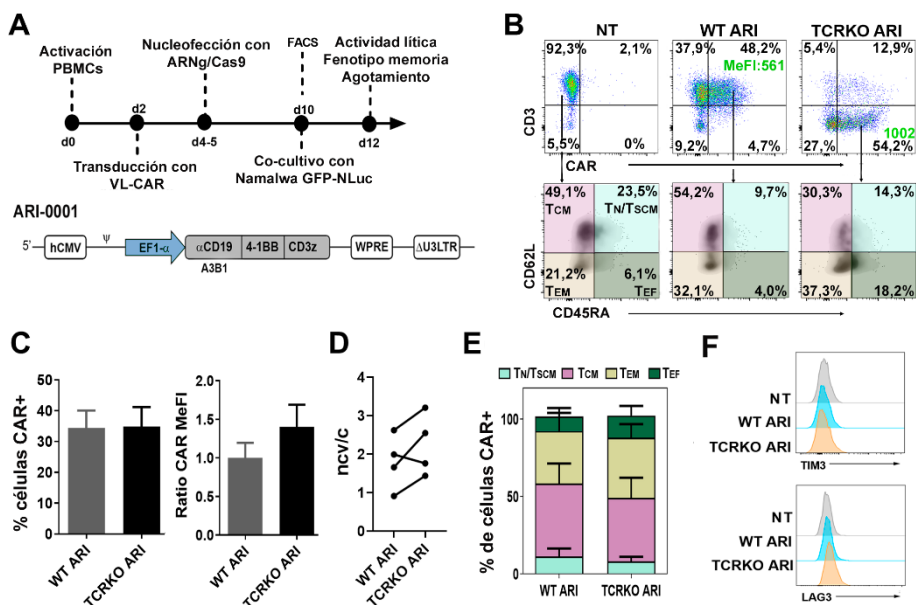 A
Activación
PBMCs
Nucleofección con
ARNg/Cas9
FACS
Actividad lítica
Fenotipo memoria
Agotamiento
d2
d10
d0
d4-5
d12
Transducción con
VL-CAR
Co-cultivo con
Namalwa GFP-NLuc
ARI-0001
5'
hCMV
ψ
EF1-α
αCD19
4-1BB
CD3z
WPRE
ΔU3LTR
A3B1
B
NT
WT ARI
TCRKO ARI
92,3%
2,1%
37,9%
48,2%
5,4%
12,9%
MeFI:561
CD3
1002
5,5%
0%
9,2%
4,7%
27,%
54,2%
CAR
49,1%
23,5%
54,2%
9,7%
30,3%
14,3%
TCM
TN/TSCM
CD62L
21,2%
6,1%
TEM
TEF
32,1%
4,0%
37,3%
18,2%
CD45RA
C
% células CAR+
50
40
30
20
10
0
WT ARI
TCRKO ARI
Ratio CAR MeFI
2.0
1.5
1.0
0.5
0.0
WT ARI
TCRKO ARI
D
ncv/c
4
3
2
1
0
WT ARI
TCRKO ARI
E
TN/TSCM
TCM
TEM
TEF
% de células CAR+
100
50
0
WT ARI
TCRKO ARI
F
NT
WT ARI
TCRKO ARI
TIM3
NT
WT ARI
TCRKO ARI
LAG3